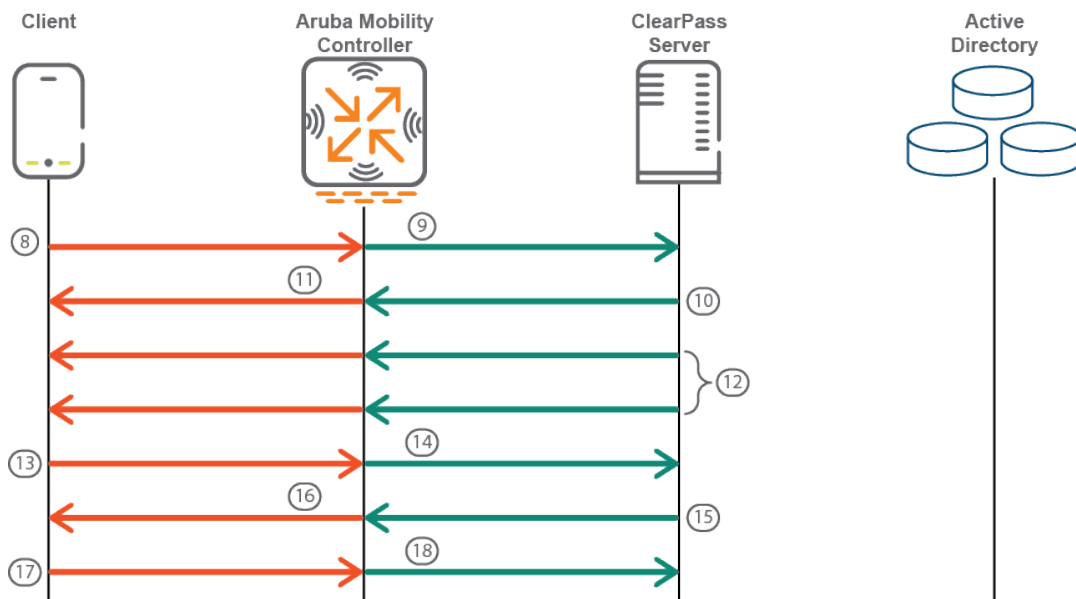 Client
Aruba Mobility
Controller
ClearPass
Server
Active
Directory
8
9
11
10
12
13
14
16
15
17
18